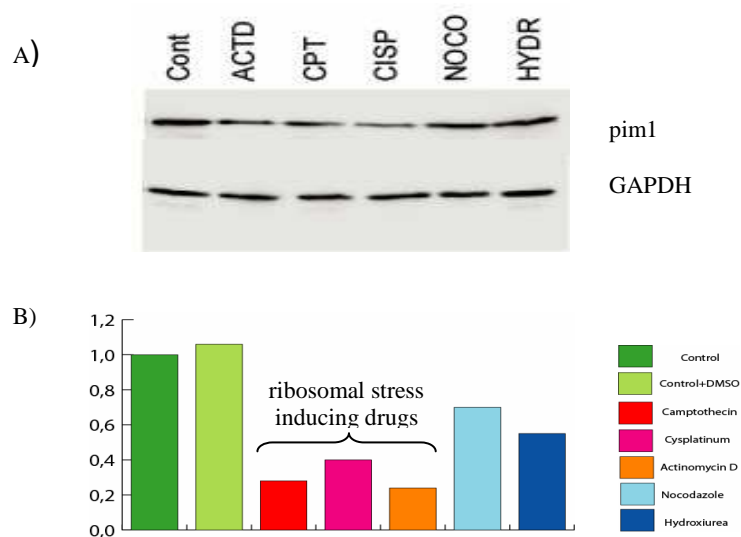 A)
Cont ACTD CPT CISP NOCO HYDR
pim1
GAPDH
B)
1,2
1,0
0,8
0,6
0,4
0,2
0,0
ribosomal stress
inducing drugs
Control
Control+DMSO
Camptothecin
Cysplatinum
Actinomycin D
Nocodazole
Hydroxiurea